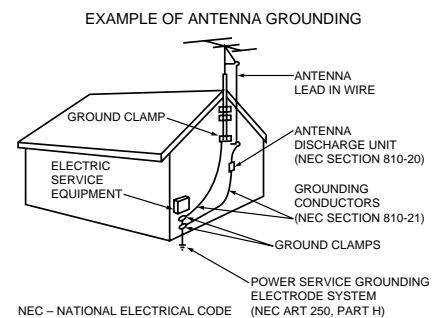 EXAMPLE OF ANTENNA GROUNDING
ANTENNA
LEAD IN WIRE
GROUND CLAMP
ANTENNA
DISCHARGE UNIT
(NEC SECTION 810-20)
ELECTRIC
SERVICE
EQUIPMENT
GROUNDING
CONDUCTORS
(NEC SECTION 810-21)
GROUND CLAMPS
POWER SERVICE GROUNDING
ELECTRODE SYSTEM
(NEC ART 250, PART H)
NEC – NATIONAL ELECTRICAL CODE